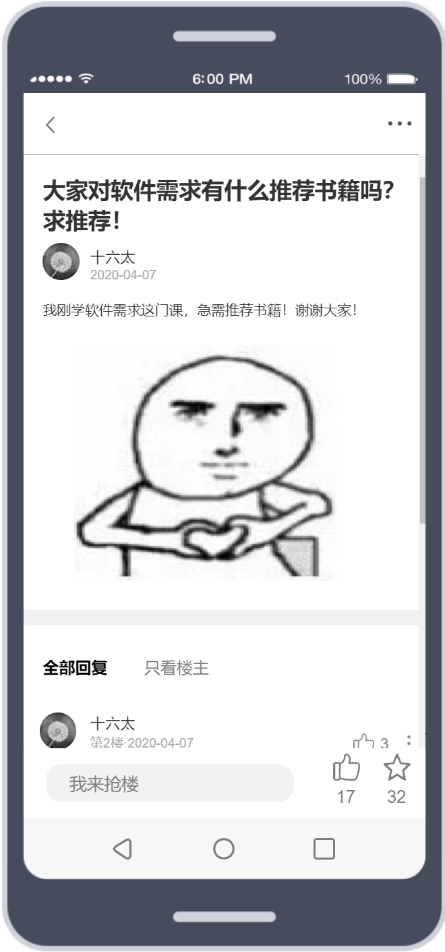 6:00 PM
100%
大家对软件需求有什么推荐书籍吗？
求推荐！
十六太
2020-04-07
我刚学软件需求这门课，急需推荐书籍！谢谢大家！
全部回复
只看楼主
十六太
第2楼·2020-04-07
3
我来抢楼
17
32